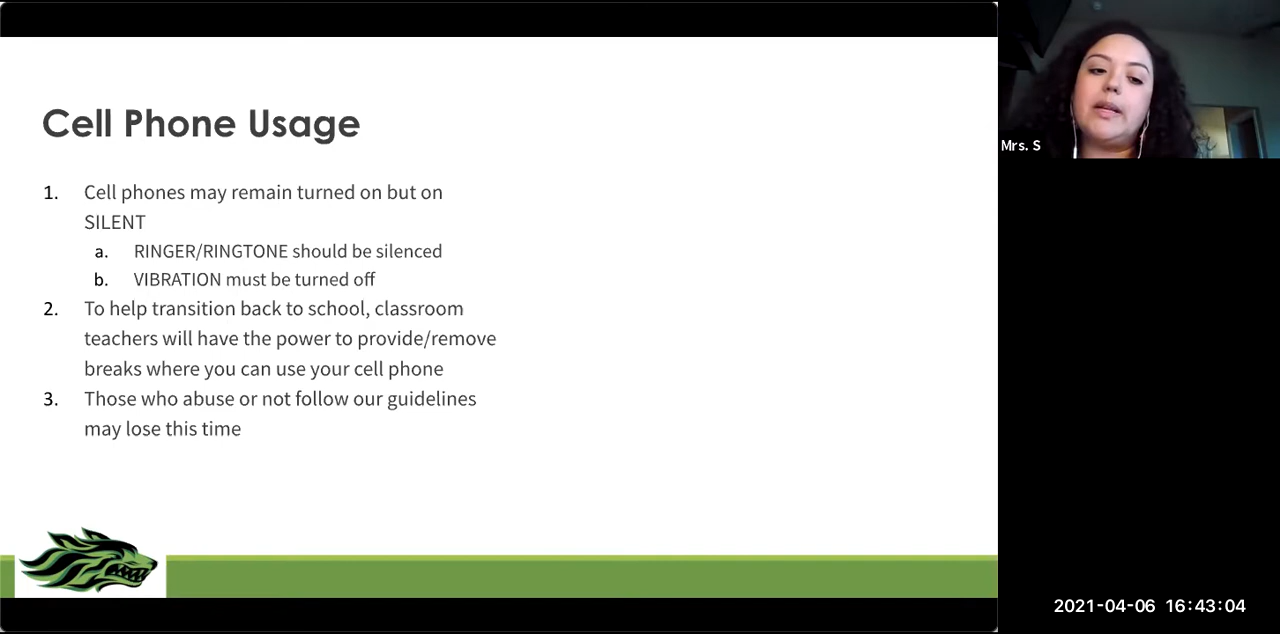 Cell Phone Usage
1. Cell phones may remain turned on but on
SILENT
a. RINGER/RINGTONE should be silenced
b. VIBRATION must be turned off
2. To help transition back to school, classroom
teachers will have the power to provide/remove
breaks where you can use your cell phone
3. Those who abuse or not follow our guidelines
may lose this time
Mrs. S
2021-04-06 16:43:04